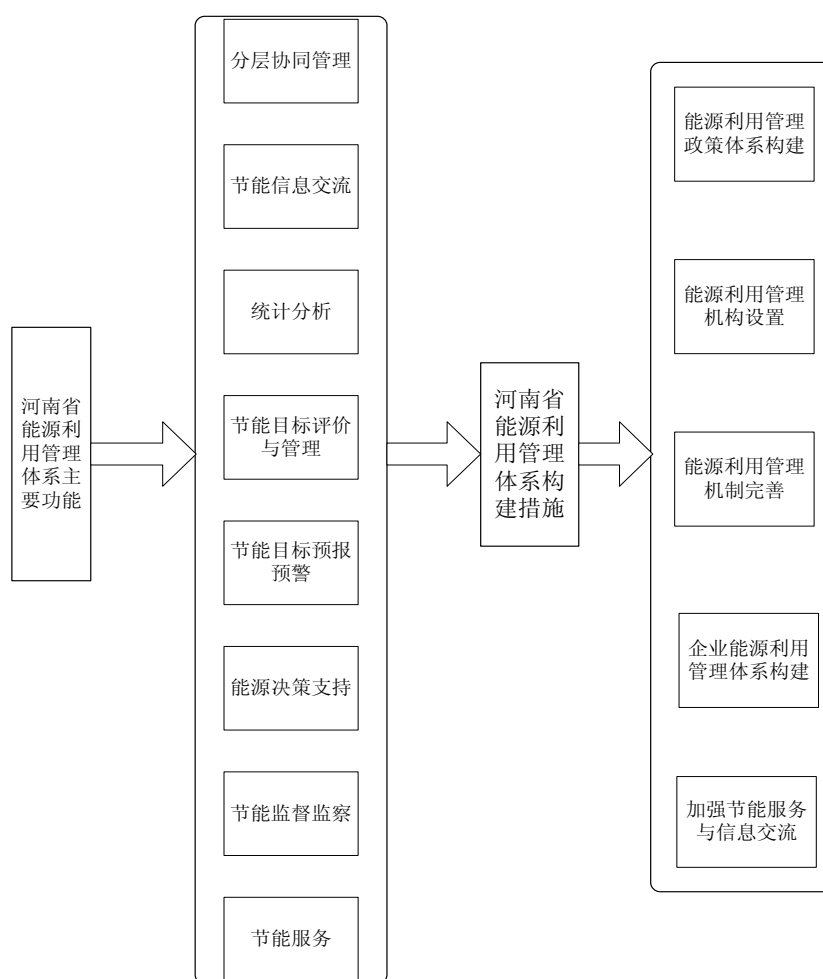 河南省
能源利
用管理
体系主
要功能
分层协同管理
节能信息交流
统计分析
节能目标评价
与管理
节能目标预报
预警
能源决策支持
节能监督监察
节能服务
河南省
能源利
用管理
体系构
建措施
能源利用管理
政策体系构建
能源利用管理
机构设置
能源利用管理
机制完善
企业能源利用
管理体系构建
加强节能服务
与信息交流